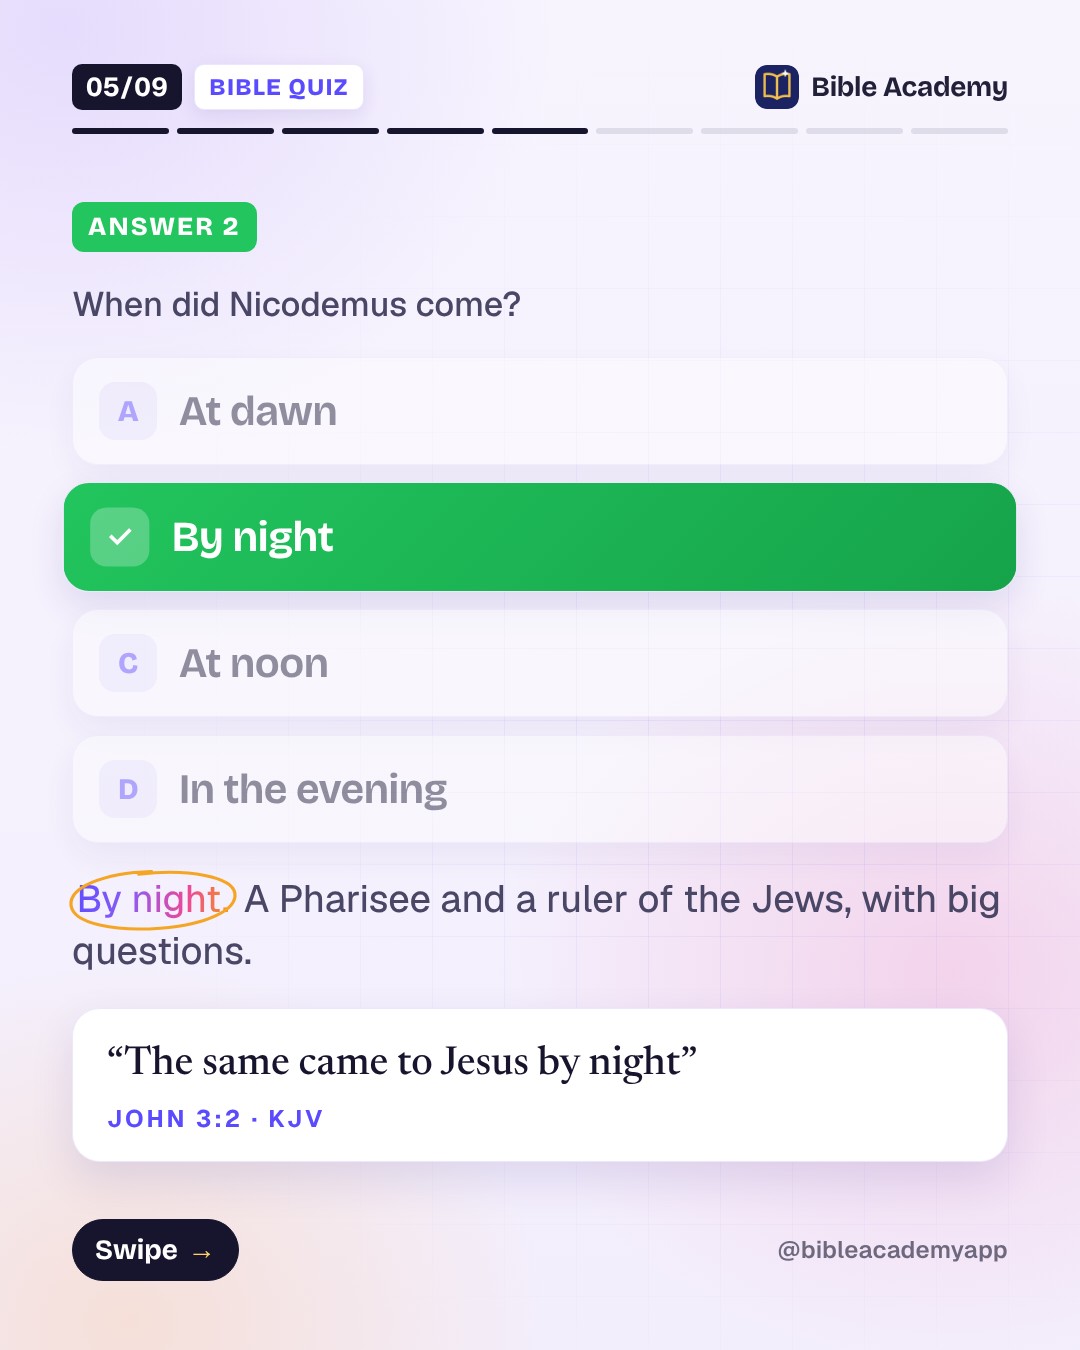 05/09 BIBLE QUIZ Bible Academy
ANSWER 2
When did Nicodemus come?
A At dawn
By night
C At noon
D In the evening
By night. A Pharisee and a ruler of the Jews, with big
questions.
“The same came to Jesus by night”
JOHN 3:2 · KJV
Swipe → @bibleacademyapp